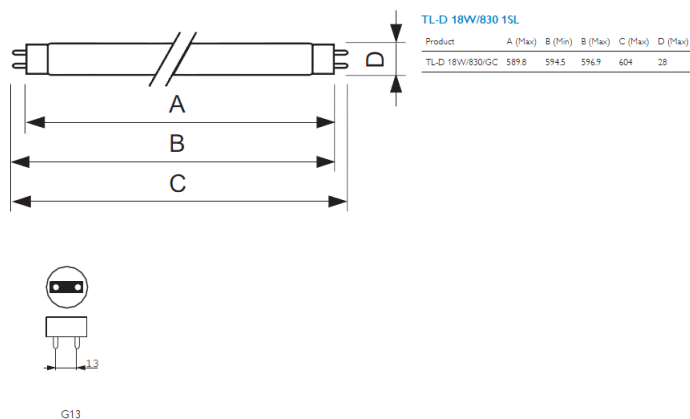 TL-D 18W/830 1SL
Product A (Max) B (Min) B (Max) C (Max) D (Max)
TL-D 18W/830/GC 589.8 594.5 596.9 604 28
D
A
B
C
13
G13